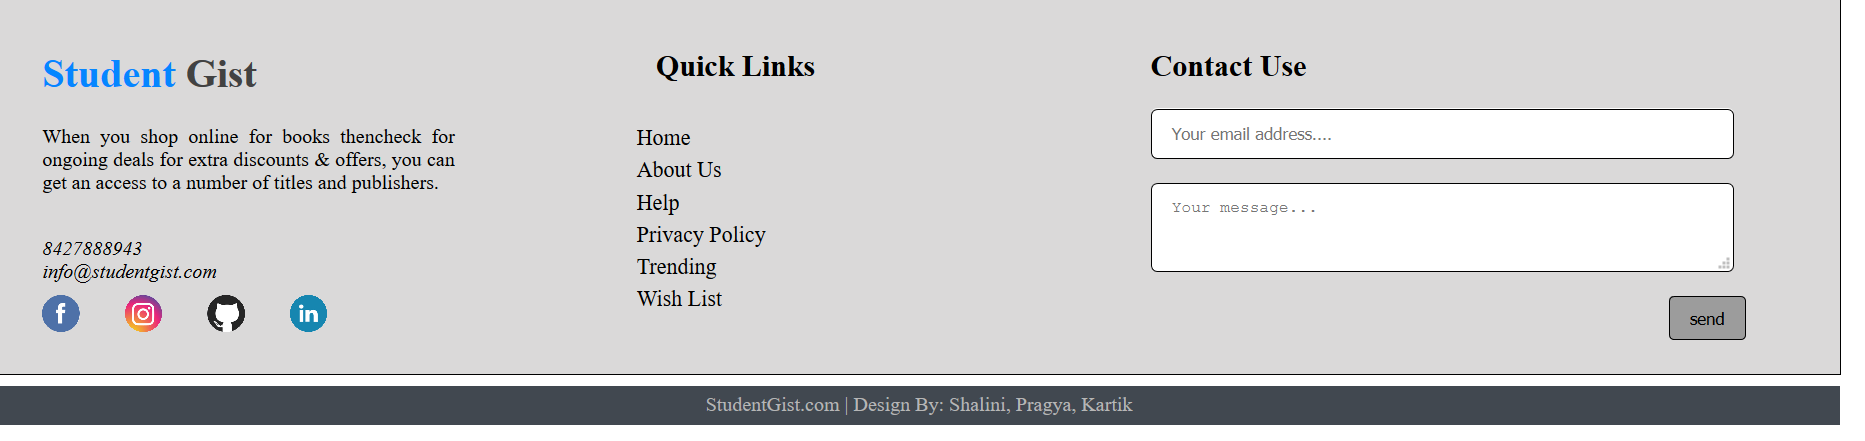 Student Gist
When you shop online for books thencheck for
ongoing deals for extra discounts & offers, you can
get an access to a number of titles and publishers.
8427888943
info@studentgist.com
f
in
Quick Links
Home
About Us
Help
Privacy Policy
Trending
Wish List
Contact Use
Your email address....
Your message...
send
StudentGist.com | Design By: Shalini, Pragya, Kartik